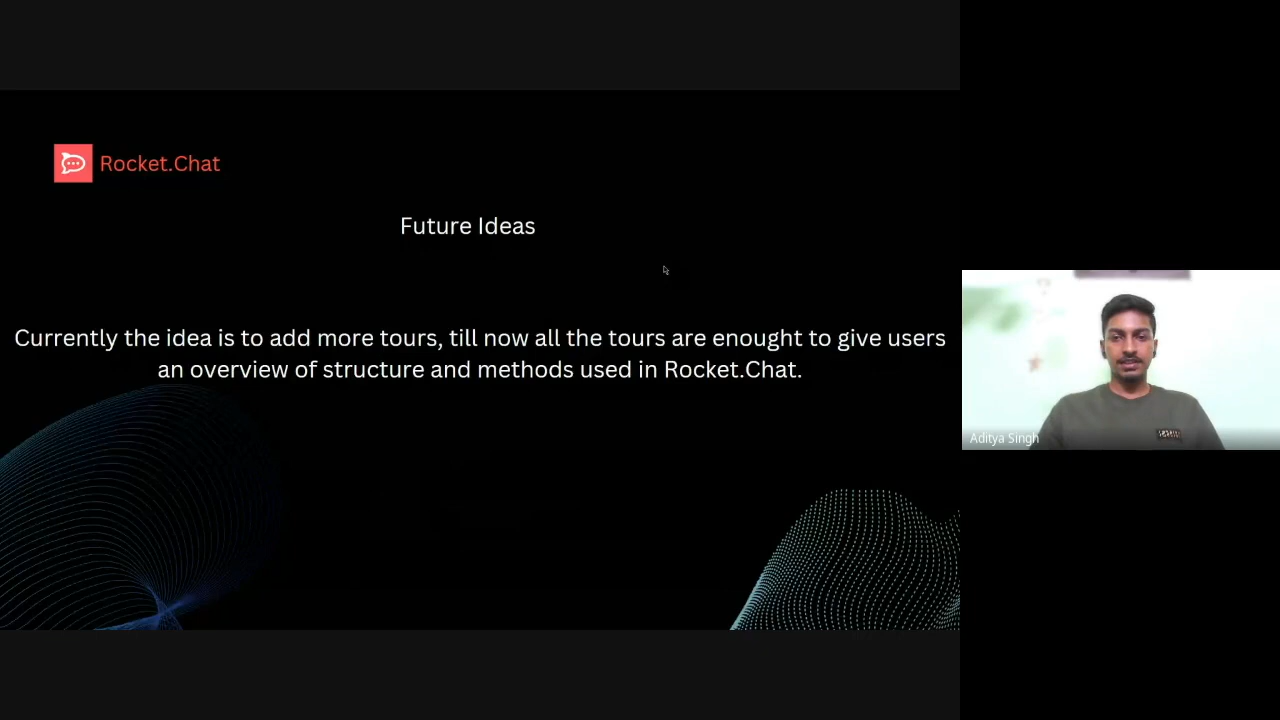 Rocket.Chat
Future Ideas
Currently the idea is to add more tours, till now all the tours are enought to give users
an overview of structure and methods used in Rocket.Chat.
Aditya Singh